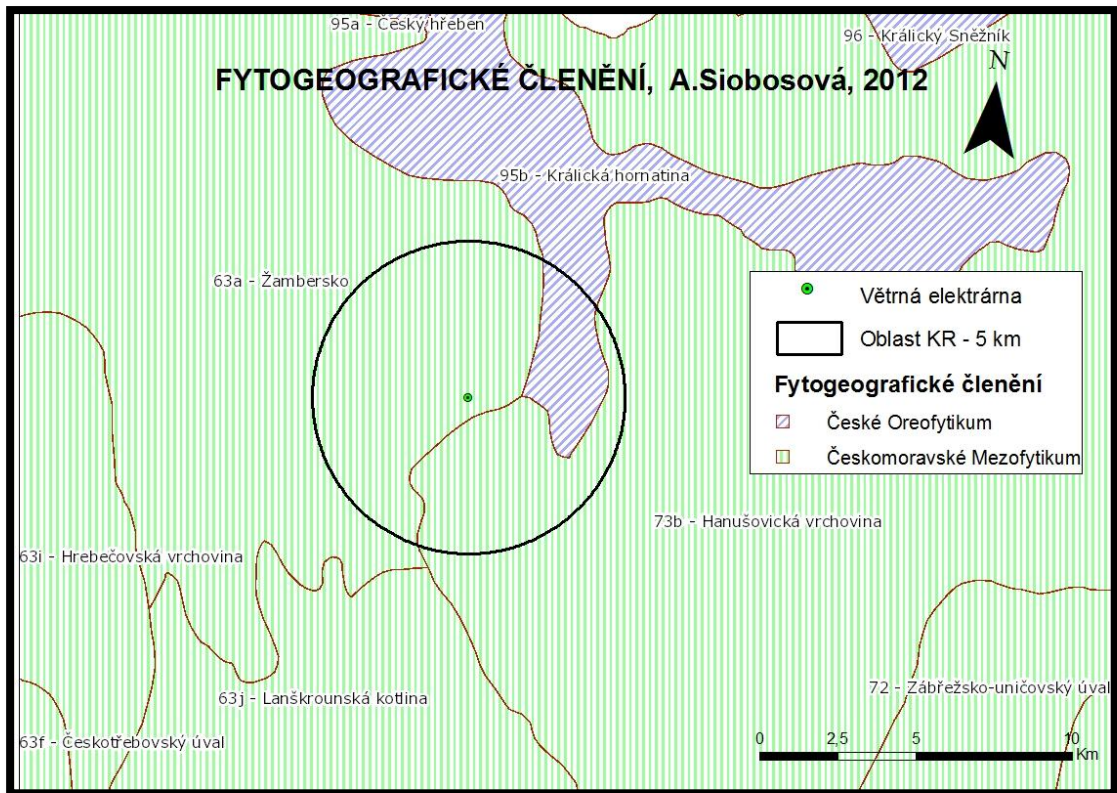 95a - Český hřeben
96 - Králický Sněžník
N
FYTOGEOGRAFICKÉ ČLENĚNÍ, A.Siobosová, 2012
95b - Králická hornatina
63a - Žambersko
Větrná elektrárna
Oblast KR - 5 km
Fytogeografické členění
České Oreofytikum
Českomoravské Mezofytikum
73b - Hanušovická vrchovina
63i - Hrebečovská vrchovina
63j - Lanškrounská kotlina
72 - Zábřežsko-uničovský úval
63f - Českotřebovský úval
0 2,5 5 10
Km